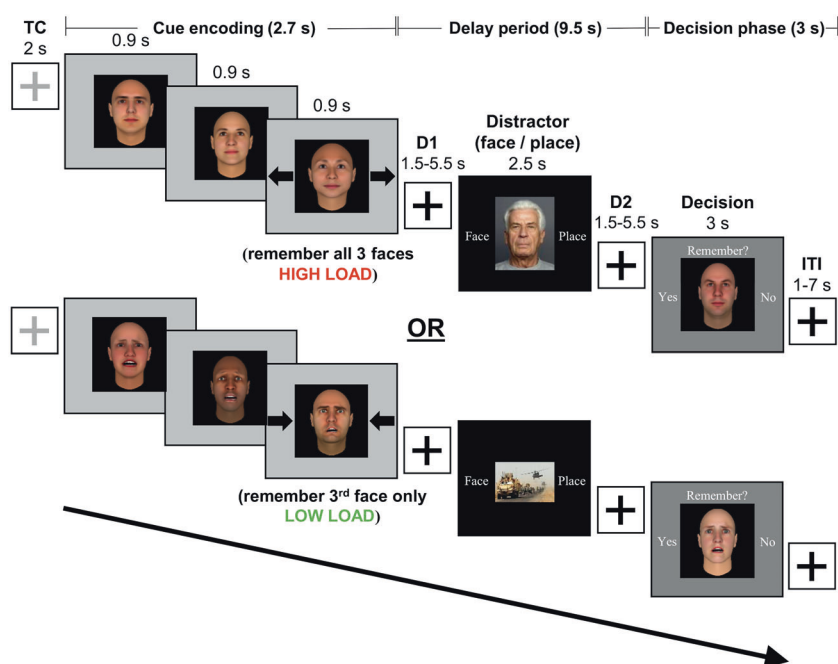 TC
2 s
Cue encoding (2.7 s)
Delay period (9.5 s)
Decision phase (3 s)
0.9 s
0.9 s
0.9 s
D1
1.5-5.5 s
Distractor
(face / place)
2.5 s
Face
Place
D2
1.5-5.5 s
Decision
3 s
Remember?
Yes
No
ITI
1-7 s
(remember all 3 faces
HIGH LOAD)
OR
(remember 3rd face only
LOW LOAD)
Face
Place
Remember?
Yes
No